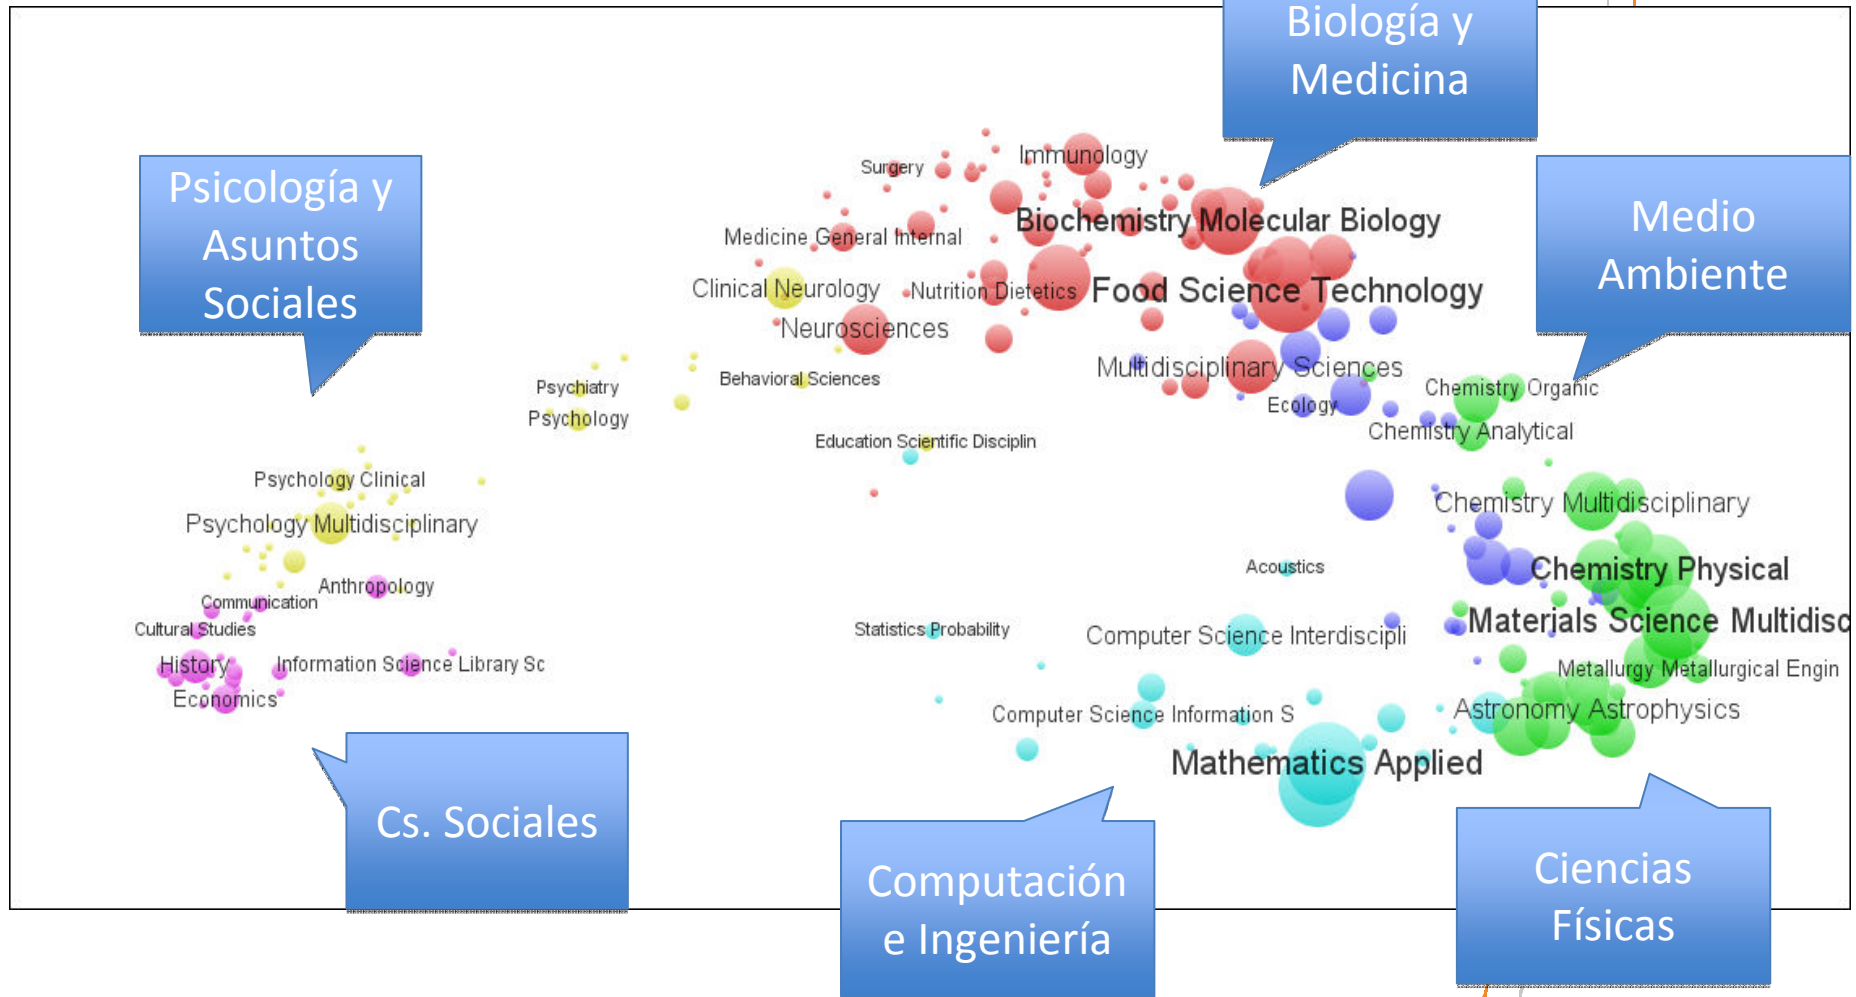 Biología y
Medicina
Psicología y
Asuntos
Sociales
Medio
Ambiente
Immunology
Surgery
Biochemistry Molecular Biology
Medicine General Internal
Clinical Neurology
Nutrition Dietetics
Food Science Technology
Neurosciences
Multidisciplinary Sciences
Behavioral Sciences
Psychiatry
Psychology
Ecology
Chemistry Organic
Chemistry Analytical
Education Scientific Disciplin
Psychology Clinical
Psychology Multidisciplinary
Chemistry Multidisciplinary
Acoustics
Chemistry Physical
Anthropology
Communication
Cultural Studies
Statistics Probability
Computer Science Interdiscipli
Materials Science Multidisc
History
Information Science Library Sc
Metallurgy Metallurgical Engin
Economics
Computer Science Information S
Astronomy Astrophysics
Mathematics Applied
Cs. Sociales
Computación
e Ingeniería
Ciencias
Físicas